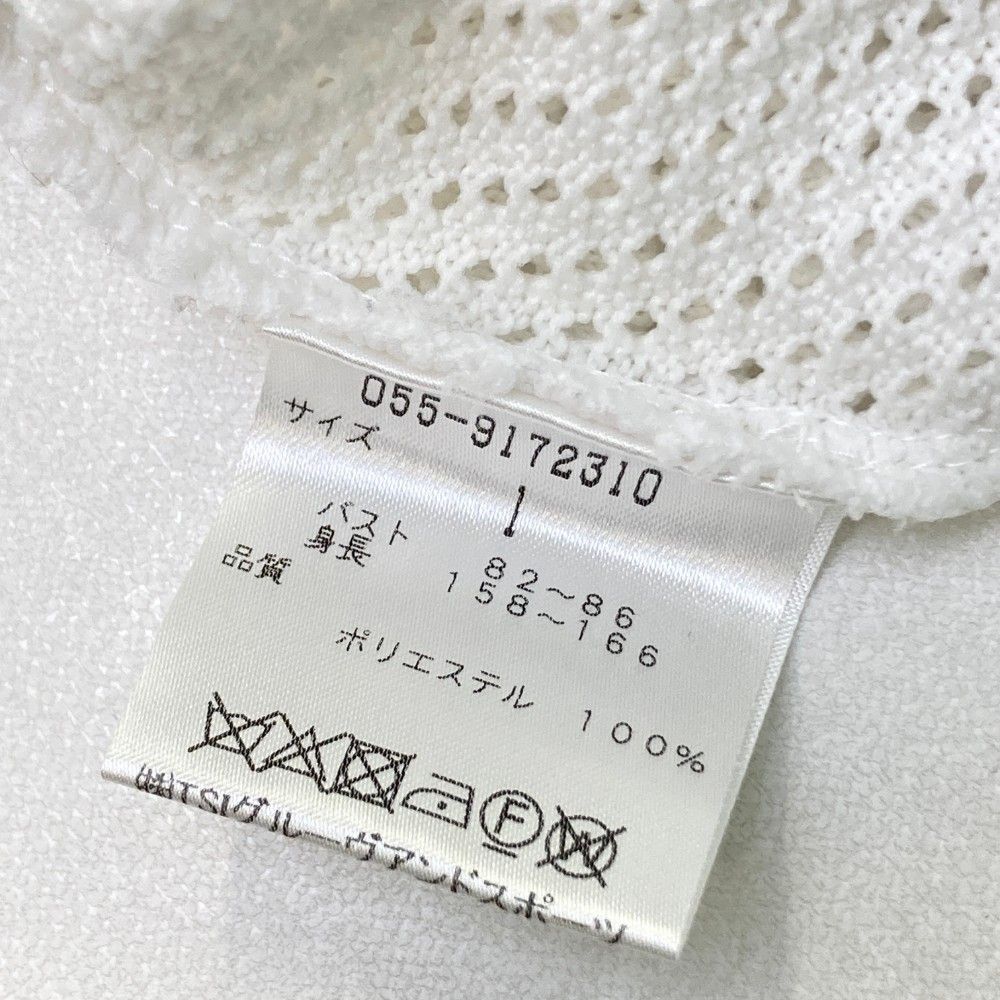 055-9172310
サイズ 1
バスト 82〜86
身長 158〜166
品質
ポリエステル 100%
F W
㈱TSIグルーヴアンドスポーツ